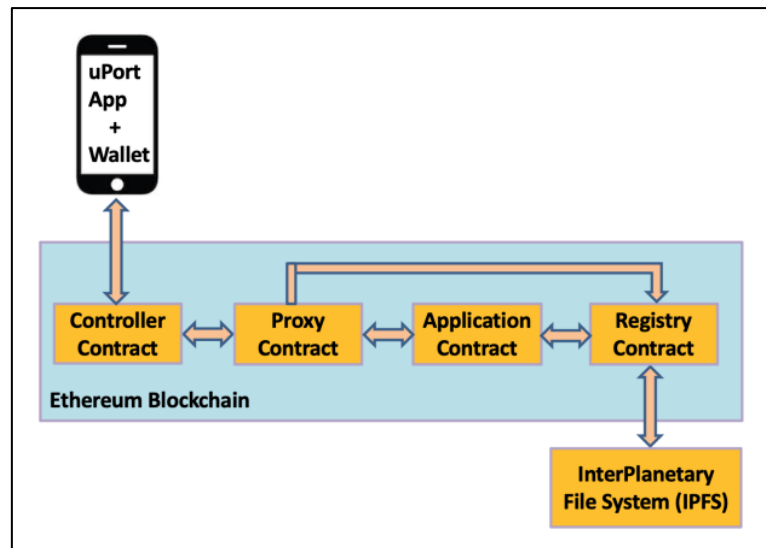 uPort
App
+
Wallet
Controller
Contract
Proxy
Contract
Application
Contract
Registry
Contract
Ethereum Blockchain
InterPlanetary
File System (IPFS)